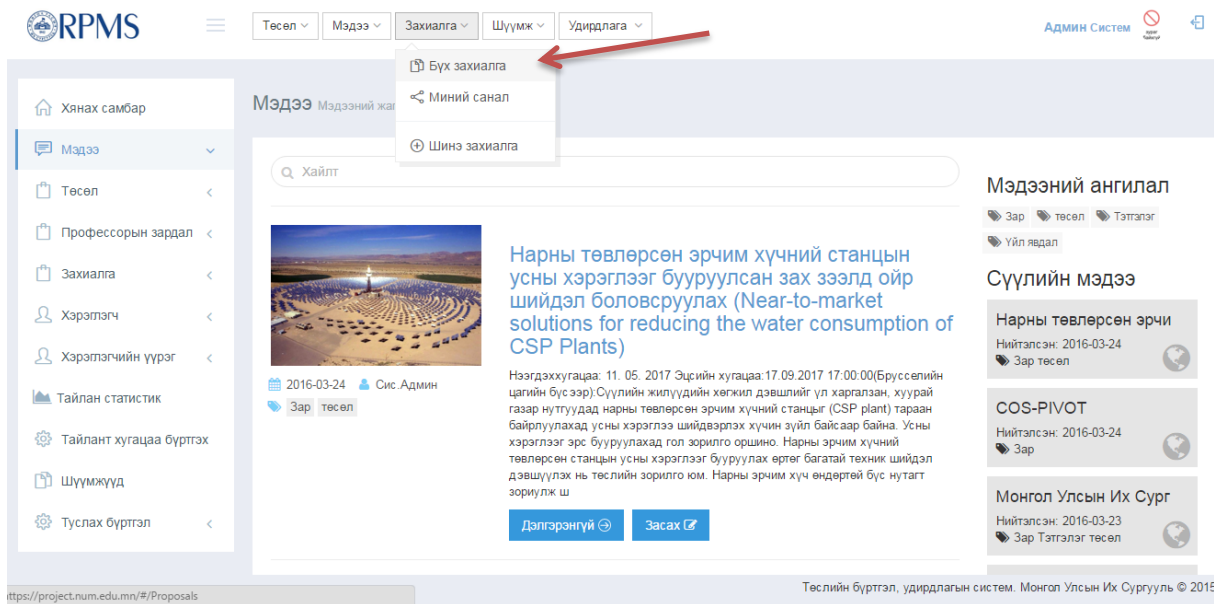 RPMS
Төсөл
Мэдээ
Захиалга
Шүүмж
Удирдлага
Админ Систем
Бүх захиалга
Миний санал
Шинэ захиалга
Хянах самбар
Мэдээ
Төсөл
Профессорын зардал
Захиалга
Хэрэглэгч
Хэрэглэгчийн үүрэг
Тайлан статистик
Тайлант хугацаа бүртгэх
Шүүмжүүд
Туслах бүртгэл
Мэдээ Мэдээний жаг
Хайлт
Нарны төвлөрсөн эрчим хүчний станцын
усны хэрэглээг бууруулсан зах зээлд ойр
шийдэл боловсруулах (Near-to-market
solutions for reducing the water consumption of
CSP Plants)
2016-03-24 Сис.Админ
Зар төсөл
Нээгдэххугацаа: 11. 05. 2017 Эцсийн хугацаа:17.09.2017 17:00:00(Брусселийн
цагийн бүсээр):Сүүлийн жилүүдийн хөгжил дэвшлийг үл харгалзан, хуурай
газар нутгуудад нарны төвлөрсөн эрчим хүчний станцыг (CSP plant) тараан
байрлуулахад усны хэрэглээ шийдвэрлэх хүчин зүйл байсаар байна. Усны
хэрэглээг эрс бууруулахад гол зорилго оршино. Нарны эрчим хүчний
төвлөрсөн станцын усны хэрэглээг бууруулах өртөг багатай техник шийдэл
дэвшүүлэх нь төслийн зорилго юм. Нарны эрчим хүч өндөртөй бүс нутагт
зориулж ш
Дэлгэрэнгүй
Засах
Мэдээний ангилал
Зар төсөл Тэтгэлэг
Үйл явдал
Сүүлийн мэдээ
Нарны төвлөрсөн эрчи
Нийтэлсэн: 2016-03-24
Зар төсөл
COS-PIVOT
Нийтэлсэн: 2016-03-24
Зар
Монгол Улсын Их Сург
Нийтэлсэн: 2016-03-23
Зар Тэтгэлэг төсөл
Төслийн бүртгэл, удирдлагын систем. Монгол Улсын Их Сургууль © 2015
ttps://project.num.edu.mn/#/Proposals